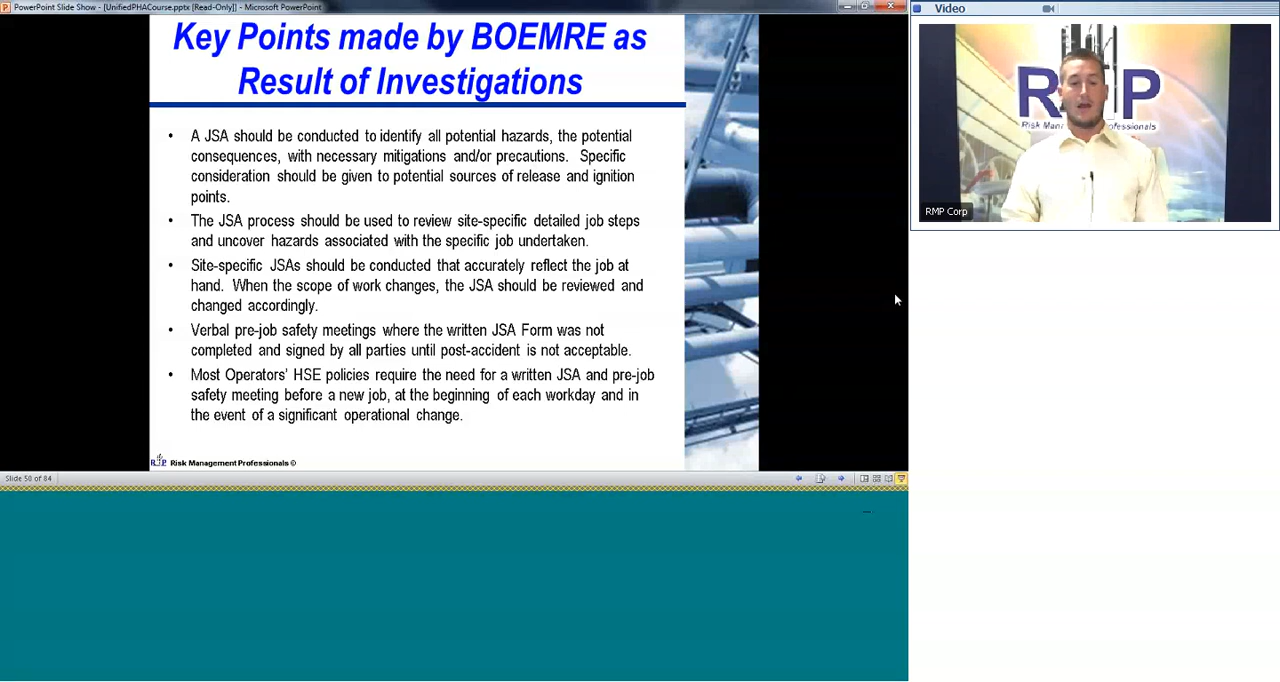 PowerPoint Slide Show - [UnifiedPHACourse.pptx [Read-Only]] - Microsoft PowerPoint
Video
Key Points made by BOEMRE as
Result of Investigations
• A JSA should be conducted to identify all potential hazards, the potential
consequences, with necessary mitigations and/or precautions. Specific
consideration should be given to potential sources of release and ignition
points.
• The JSA process should be used to review site-specific detailed job steps
and uncover hazards associated with the specific job undertaken.
• Site-specific JSAs should be conducted that accurately reflect the job at
hand. When the scope of work changes, the JSA should be reviewed and
changed accordingly.
• Verbal pre-job safety meetings where the written JSA Form was not
completed and signed by all parties until post-accident is not acceptable.
• Most Operators' HSE policies require the need for a written JSA and pre-job
safety meeting before a new job, at the beginning of each workday and in
the event of a significant operational change.
Risk Management Professionals ©
Slide 50 of 84
R P
Risk Man
Professionals
RMP Corp